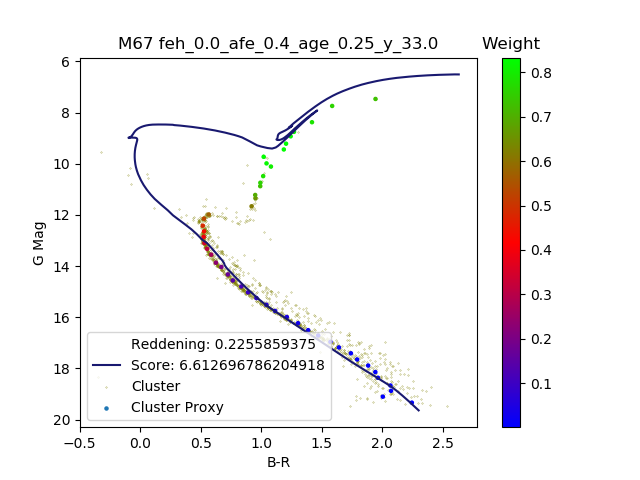 M67 feh_0.0_afe_0.4_age_0.25_y_33.0
Weight
G Mag
6
8
10
12
14
16
18
20
−0.5
0.0
0.5
1.0
1.5
2.0
2.5
B-R
Reddening: 0.2255859375
Score: 6.612696786204918
Cluster
Cluster Proxy
0.8
0.7
0.6
0.5
0.4
0.3
0.2
0.1